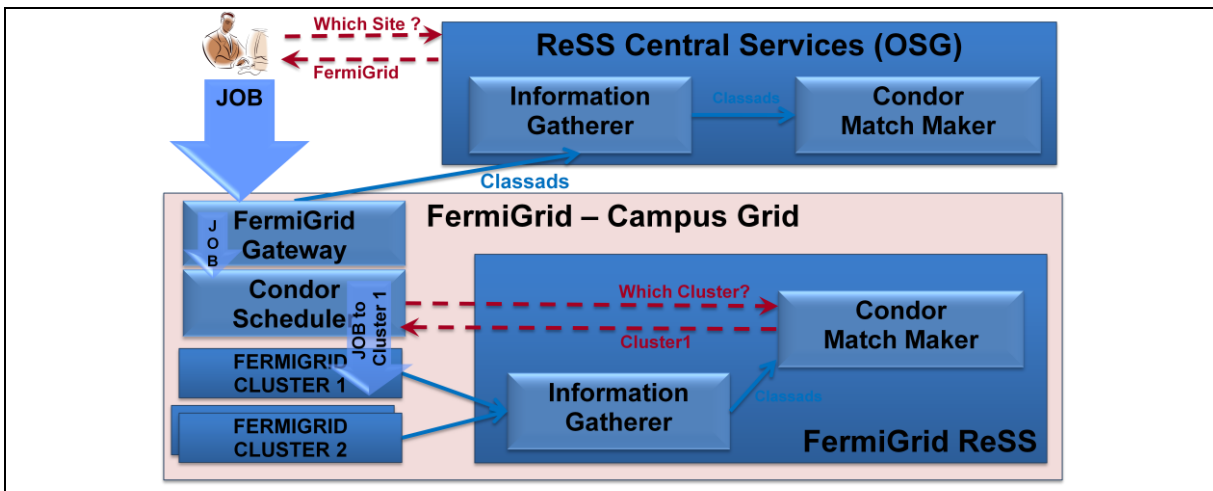 Which Site ?
FermiGrid
JOB
ReSS Central Services (OSG)
Information
Gatherer
Classads
Condor
Match Maker
Classads
FermiGrid – Campus Grid
FermiGrid
Gateway
J
O
B
Condor
Schedule
JOB to
Cluster 1
Which Cluster?
Cluster1
Condor
Match Maker
FERMIGRID
CLUSTER 1
FERMIGRID
CLUSTER 2
Information
Gatherer
Classads
FermiGrid ReSS